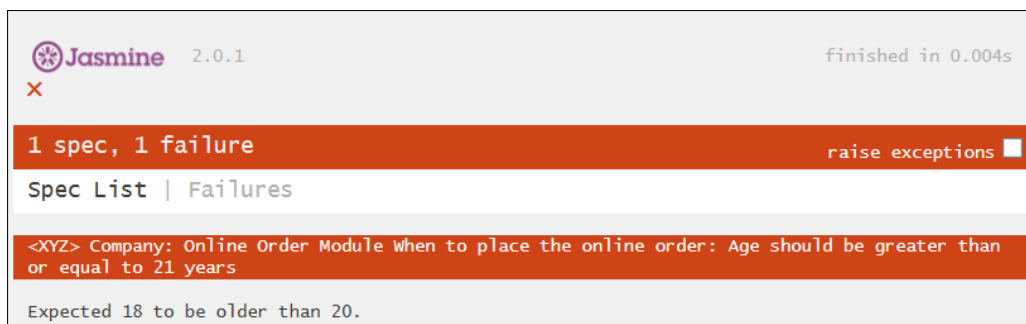 Jasmine 2.0.1 finished in 0.004s
1 spec, 1 failure raise exceptions
Spec List | Failures
<XYZ> Company: Online Order Module When to place the online order: Age should be greater than
or equal to 21 years
Expected 18 to be older than 20.